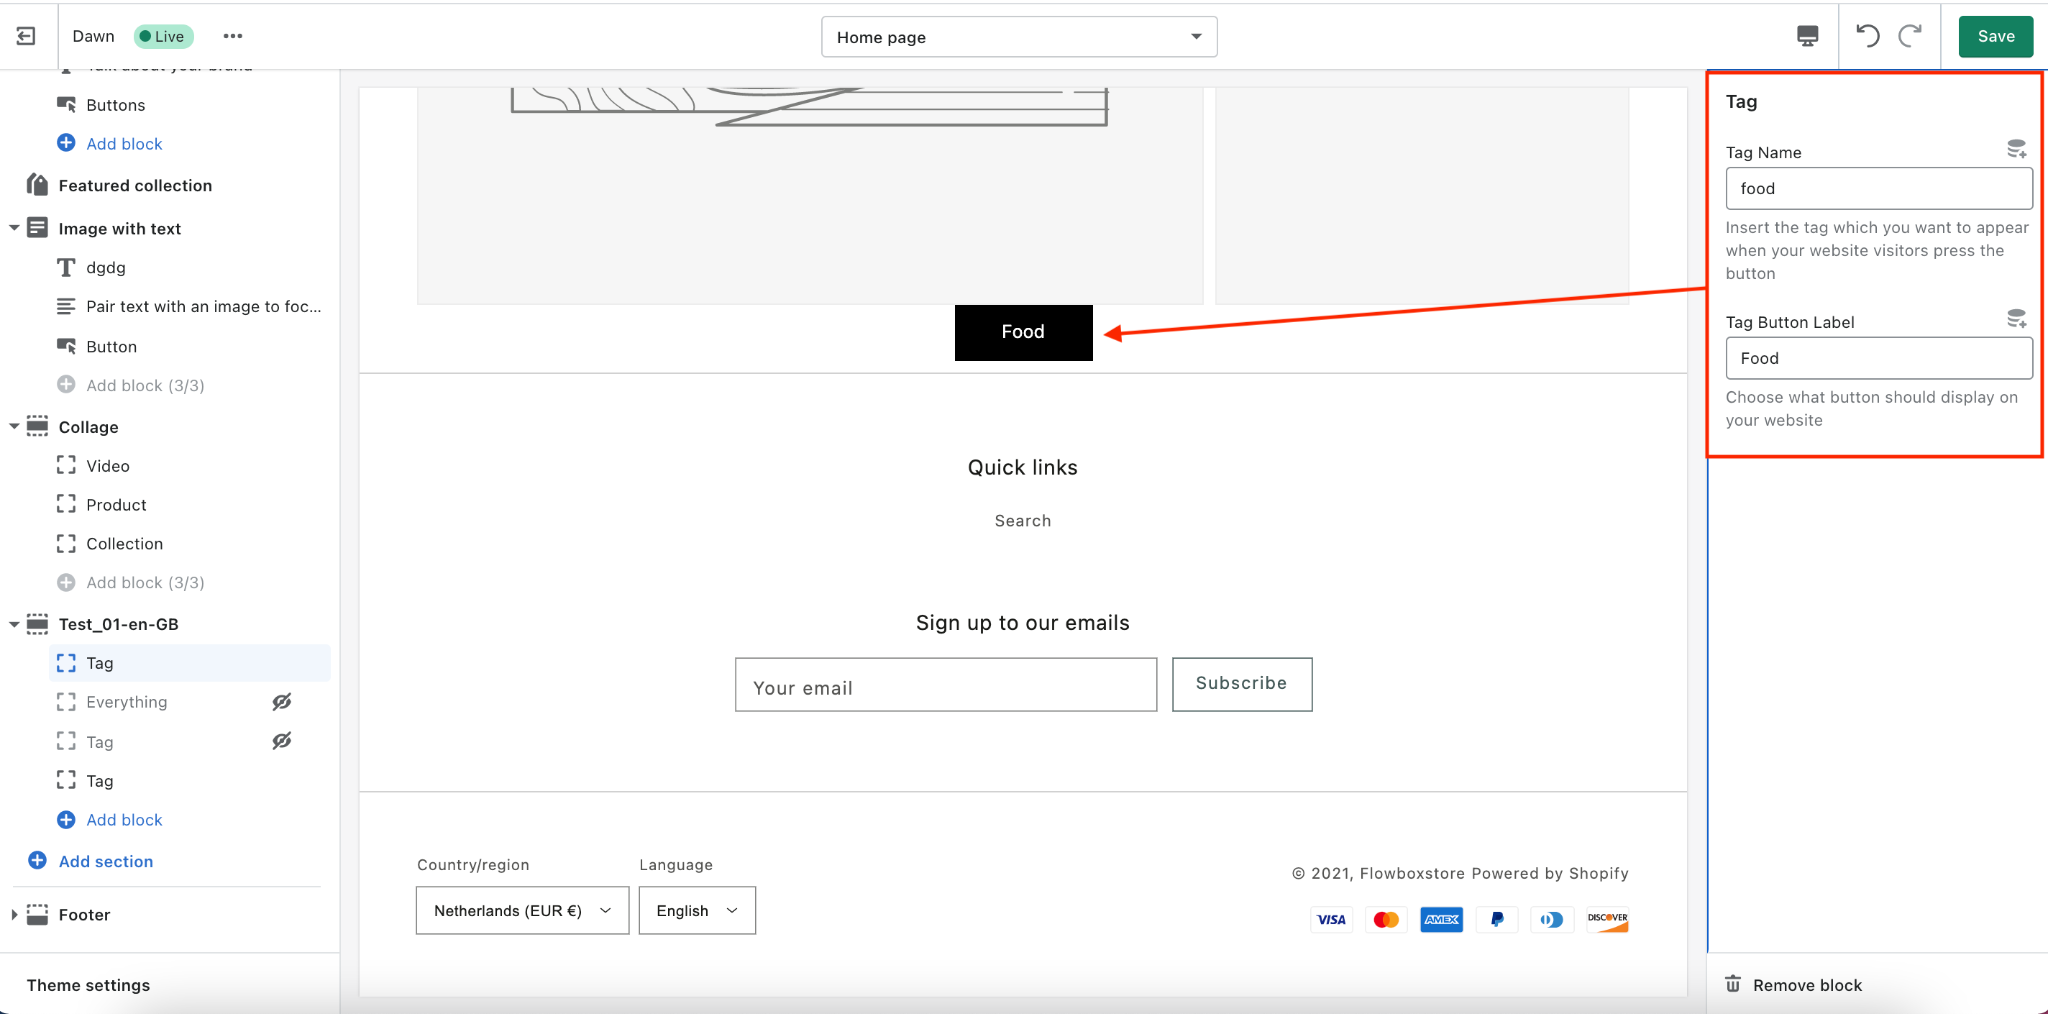 Dawn
Live
Home page
Save
Talk about your brand
Buttons
Add block
Featured collection
Image with text
dgdg
Pair text with an image to foc...
Button
Add block (3/3)
Collage
Video
Product
Collection
Add block (3/3)
Test_01-en-GB
Tag
Everything
Tag
Tag
Add block
Add section
Footer
Theme settings
Food
Quick links
Search
Sign up to our emails
Your email
Subscribe
Country/region
Language
Netherlands (EUR €)
English
© 2021, Flowboxstore Powered by Shopify
VISA
AMEX
DISCOVER
Tag
Tag Name
food
Insert the tag which you want to appear
when your website visitors press the
button
Tag Button Label
Food
Choose what button should display on
your website
Remove block